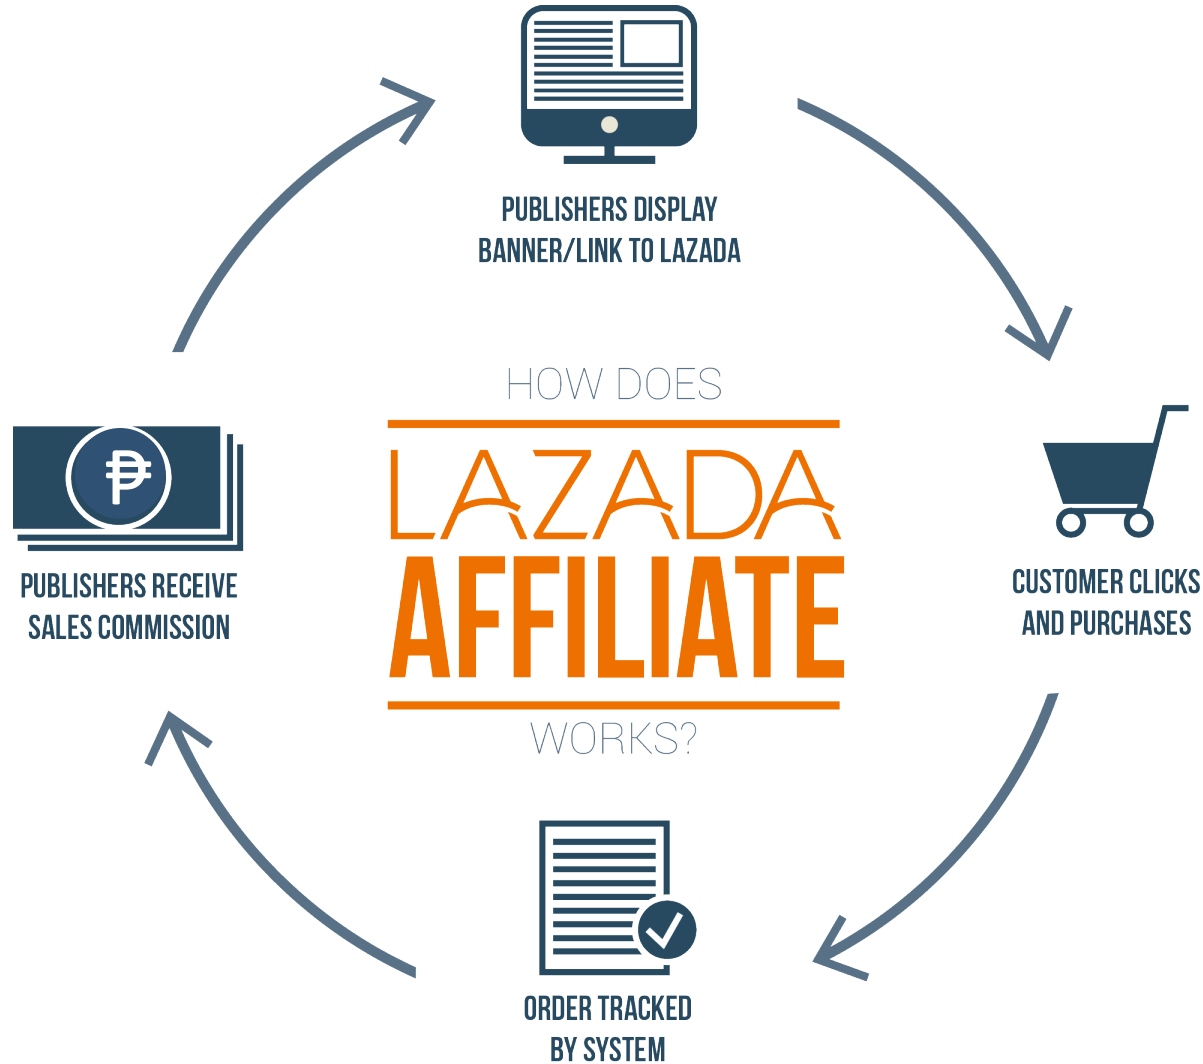 PUBLISHERS DISPLAY
BANNER/LINK TO LAZADA
HOW DOES
LAZADA
AFFILIATE
WORKS?
₱
PUBLISHERS RECEIVE
SALES COMMISSION
CUSTOMER CLICKS
AND PURCHASES
ORDER TRACKED
BY SYSTEM